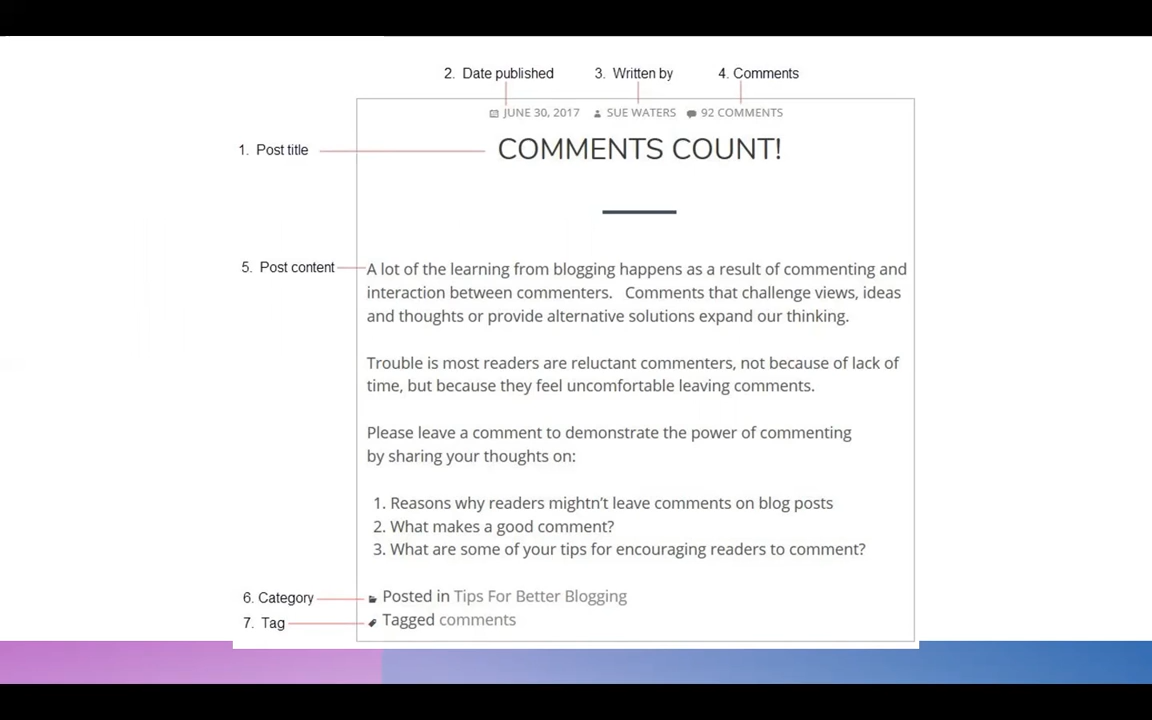 2. Date published 3. Written by 4. Comments
JUNE 30, 2017 SUE WATERS 92 COMMENTS
1. Post title COMMENTS COUNT!
5. Post content A lot of the learning from blogging happens as a result of commenting and
interaction between commenters. Comments that challenge views, ideas
and thoughts or provide alternative solutions expand our thinking.
Trouble is most readers are reluctant commenters, not because of lack of
time, but because they feel uncomfortable leaving comments.
Please leave a comment to demonstrate the power of commenting
by sharing your thoughts on:
1. Reasons why readers mightn't leave comments on blog posts
2. What makes a good comment?
3. What are some of your tips for encouraging readers to comment?
6. Category Posted in Tips For Better Blogging
7. Tag Tagged comments